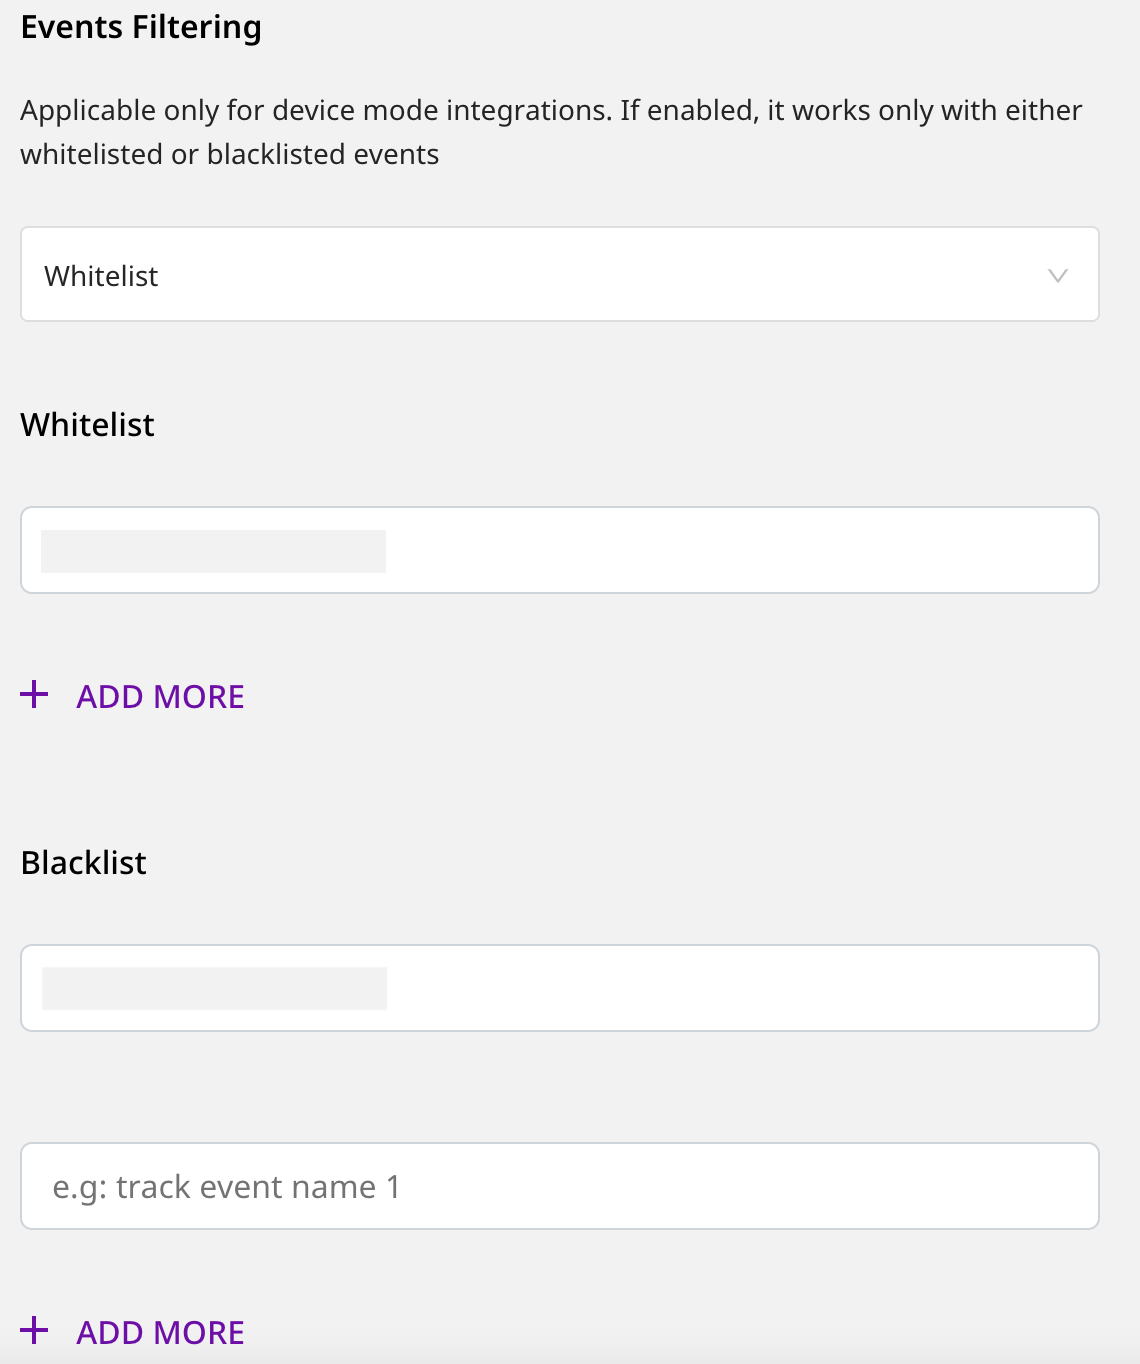 Events Filtering
Applicable only for device mode integrations. If enabled, it works only with either
whitelisted or blacklisted events
Whitelist
Whitelist
+ ADD MORE
Blacklist
e.g: track event name 1
+ ADD MORE